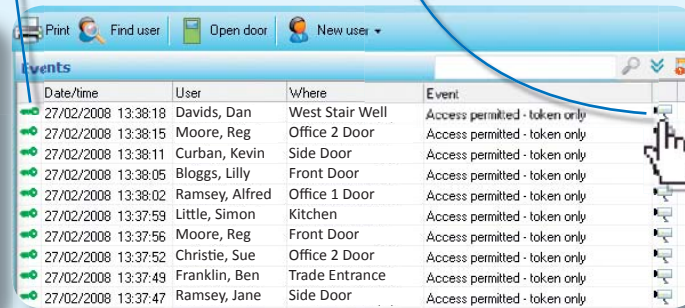 Print Find user Open door New user
Events
Date/time User Where Event
27/02/2008 13:38:18 Davids, Dan West Stair Well Access permitted - token only
27/02/2008 13:38:15 Moore, Reg Office 2 Door Access permitted - token only
27/02/2008 13:38:11 Curban, Kevin Side Door Access permitted - token only
27/02/2008 13:38:05 Bloggs, Lilly Front Door Access permitted - token only
27/02/2008 13:38:02 Ramsey, Alfred Office 1 Door Access permitted - token only
27/02/2008 13:37:59 Little, Simon Kitchen Access permitted - token only
27/02/2008 13:37:56 Moore, Reg Front Door Access permitted - token only
27/02/2008 13:37:52 Christie, Sue Office 2 Door Access permitted - token only
27/02/2008 13:37:49 Franklin, Ben Trade Entrance Access permitted - token only
27/02/2008 13:37:47 Ramsey, Jane Side Door Access permitted - token only